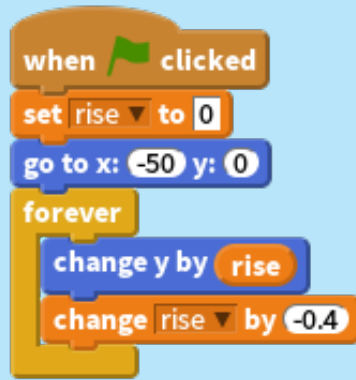 when clicked
set rise to 0
go to x: -50 y: 0
forever
change y by rise
change rise by -0.4